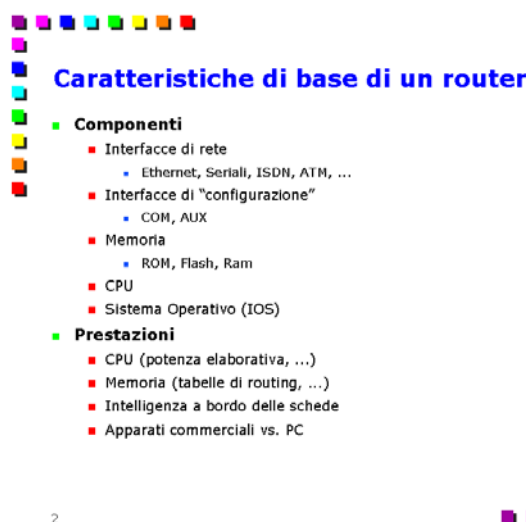 Caratteristiche di base di un router
Componenti
Interfacce di rete
Ethernet, Seriali, ISDN, ATM, ...
Interfacce di “configurazione”
COM, AUX
Memoria
ROM, Flash, Ram
CPU
Sistema Operativo (IOS)
Prestazioni
CPU (potenza elaborativa, ...)
Memoria (tabelle di routing, ...)
Intelligenza a bordo delle schede
Apparati commerciali vs. PC
2